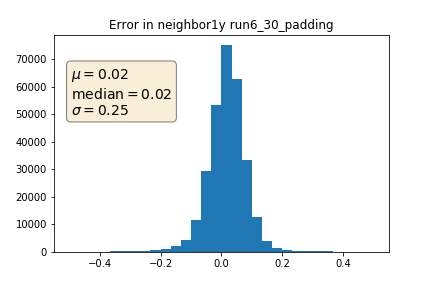 Error in neighbor1y run6_30_padding
70000
60000
50000
40000
30000
20000
10000
0
μ = 0.02
median = 0.02
σ = 0.25
−0.4 −0.2 0.0 0.2 0.4